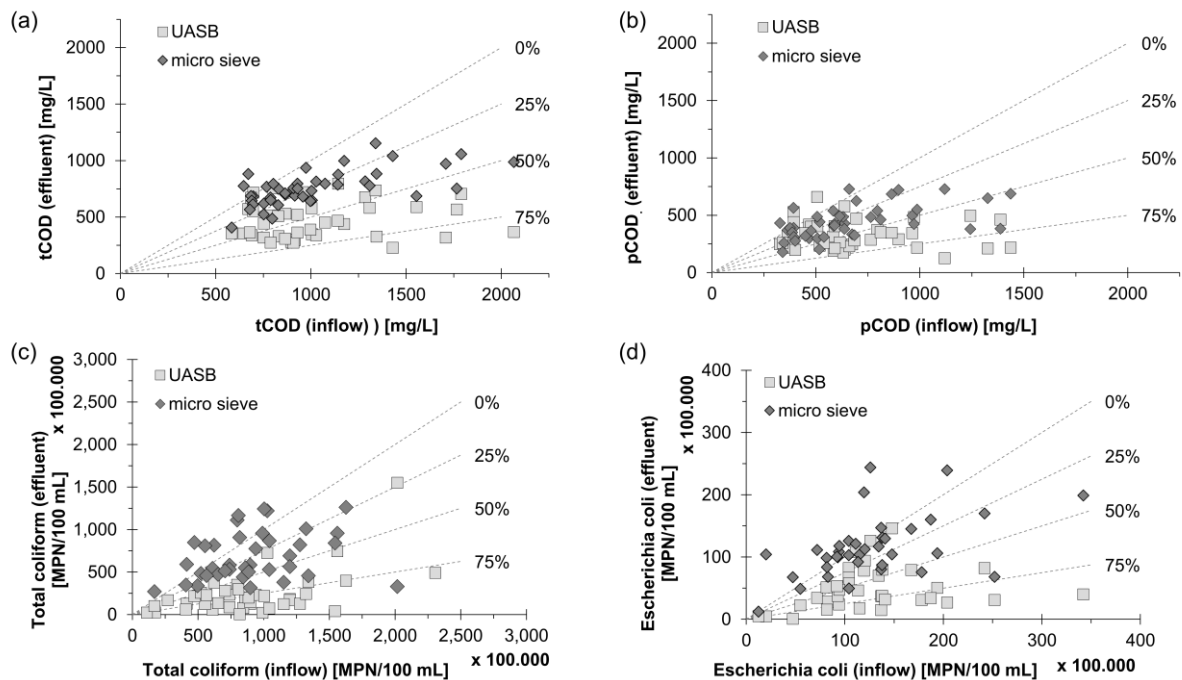 (a)
UASB
micro sieve
tCOD (effluent) [mg/L]
2000
1500
1000
500
0
0%
25%
50%
75%
0 500 1000 1500 2000
tCOD (inflow) ) [mg/L]
(b)
UASB
micro sieve
pCOD (effluent) [mg/L]
2000
1500
1000
500
0
0%
25%
50%
75%
0 500 1000 1500 2000
pCOD (inflow) [mg/L]
(c)
UASB
micro sieve
Total coliform (effluent)
[MPN/100 mL]
x 100.000
3,000
2,500
2,000
1,500
1,000
500
0
0%
25%
50%
75%
0 500 1,000 1,500 2,000 2,500 3,000
Total coliform (inflow) [MPN/100 mL]
x 100.000
(d)
UASB
micro sieve
Escherichia coli (effluent)
[MPN/100 mL]
x 100.000
400
300
200
100
0
0%
25%
50%
75%
0 100 200 300 400
Escherichia coli (inflow) [MPN/100 mL]
x 100.000